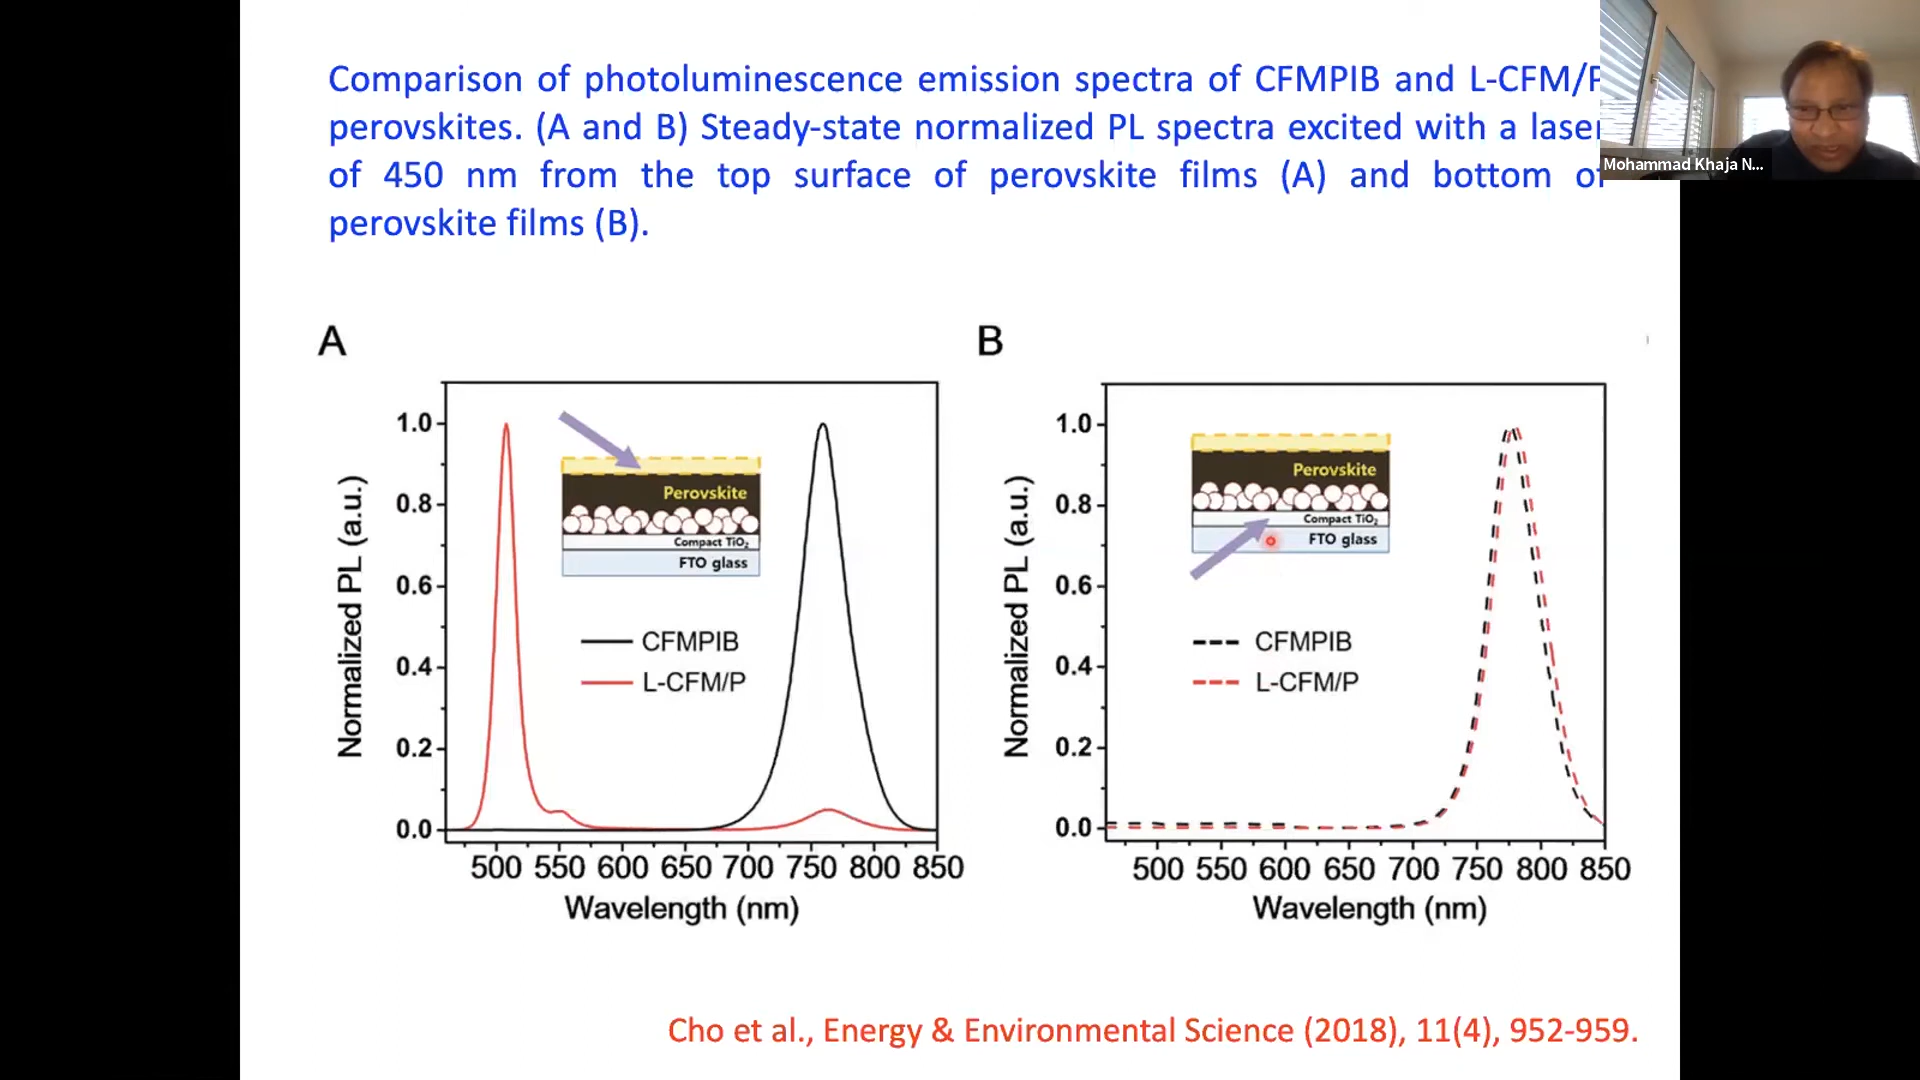 Comparison of photoluminescence emission spectra of CFMPIB and L-CFM/P
perovskites. (A and B) Steady-state normalized PL spectra excited with a laser
of 450 nm from the top surface of perovskite films (A) and bottom of
perovskite films (B).
Mohammad Khaja N...
A
1.0
0.8
0.6
0.4
0.2
0.0
Normalized PL (a.u.)
Perovskite
Compact TiO2
FTO glass
CFMPIB
L-CFM/P
500 550 600 650 700 750 800 850
Wavelength (nm)
B
1.0
0.8
0.6
0.4
0.2
0.0
Normalized PL (a.u.)
Perovskite
Compact TiO2
FTO glass
CFMPIB
L-CFM/P
500 550 600 650 700 750 800 850
Wavelength (nm)
Cho et al., Energy & Environmental Science (2018), 11(4), 952-959.